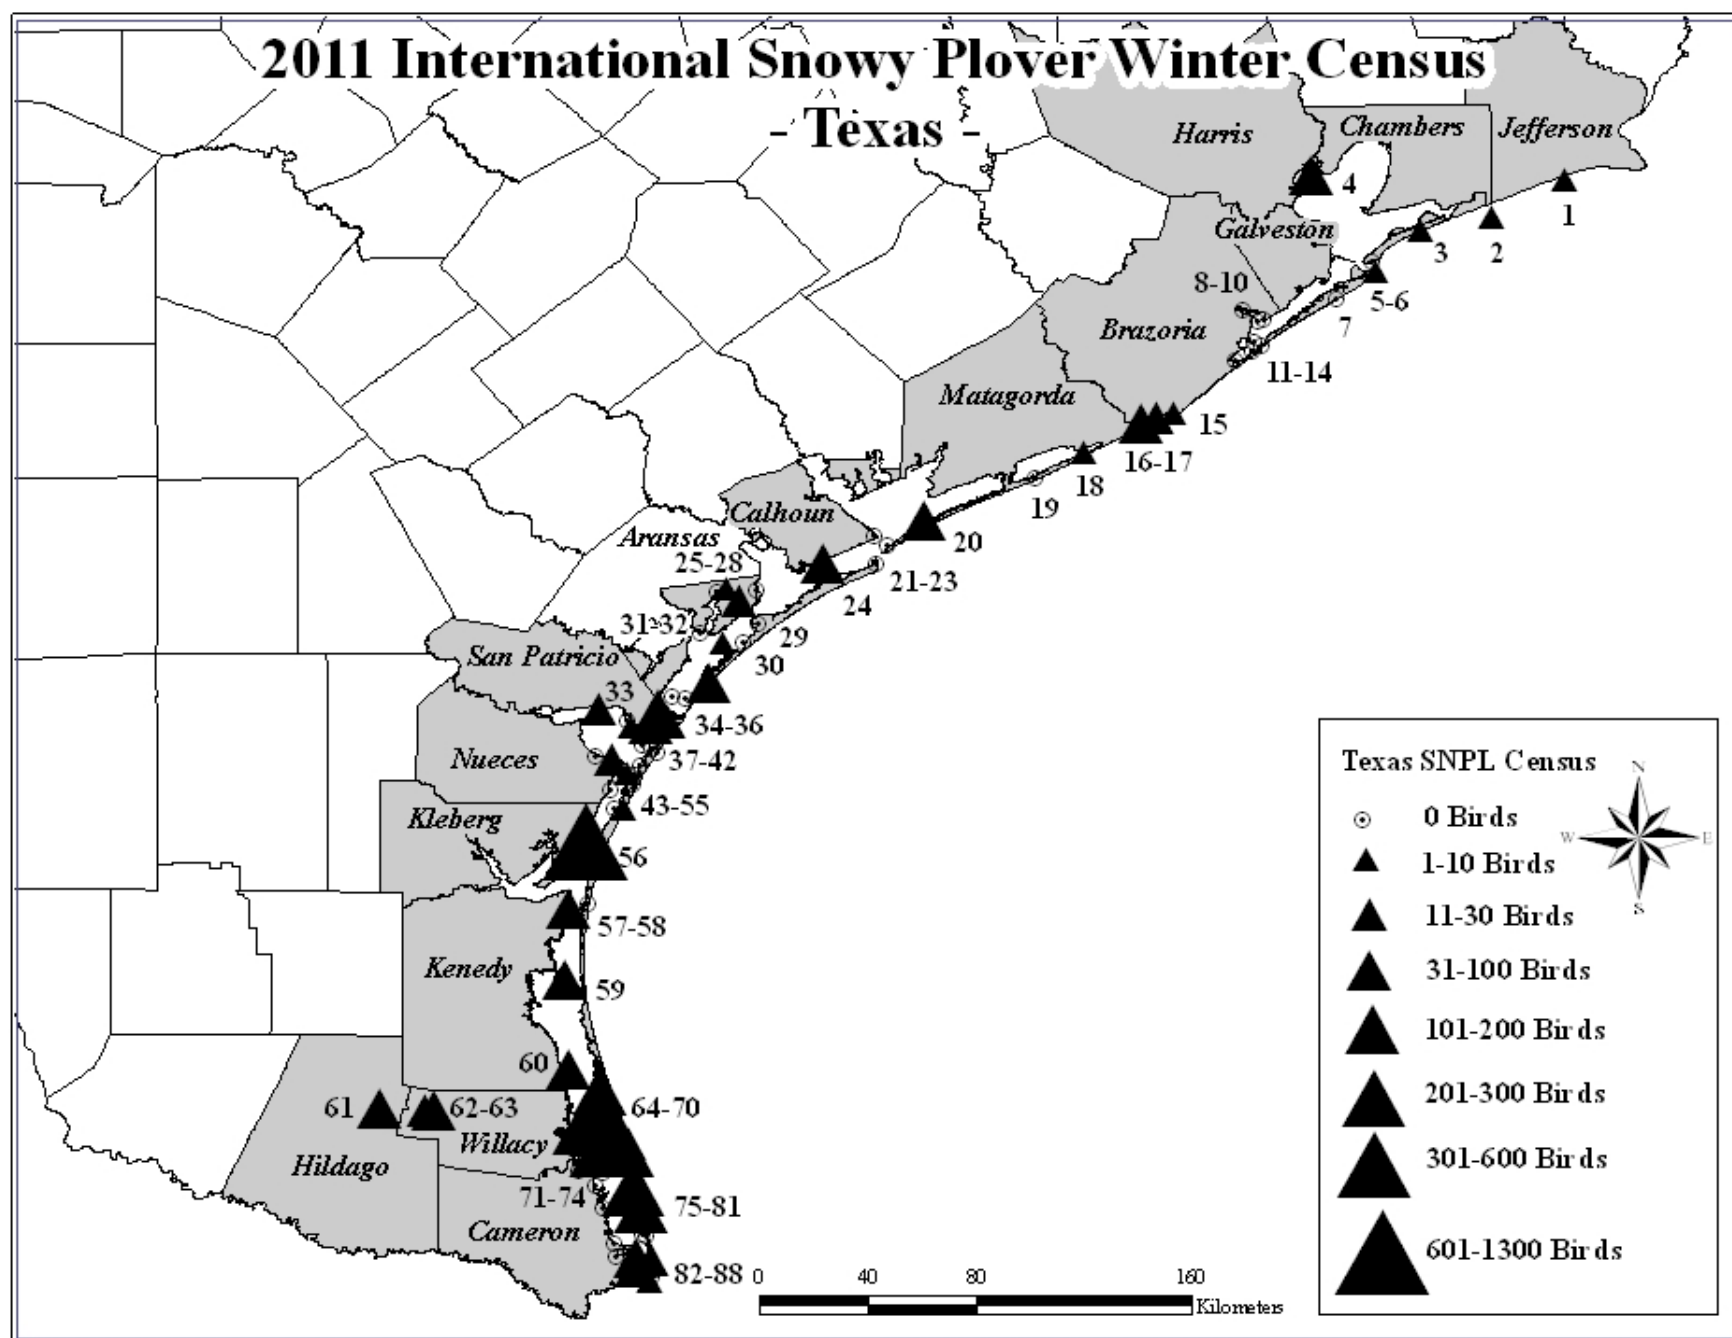 2011 International Snowy Plover Winter Census
- Texas -
Harris
Chambers
Jefferson
4
1
2
3
Galveston
8-10
5-6
7
Brazoria
11-14
Matagorda
15
16-17
18
19
Calhoun
20
Aransas
25-28
21-23
24
31-32
29
San Patricio
30
33
34-36
Nueces
37-42
43-55
Kleberg
56
57-58
Kenedy
59
60
61
62-63
64-70
Willacy
Hildago
71-74
75-81
Cameron
82-88
0 40 80 160
Kilometers
Texas SNPL Census
N
W
E
S
0 Birds
1-10 Birds
11-30 Birds
31-100 Birds
101-200 Birds
201-300 Birds
301-600 Birds
601-1300 Birds